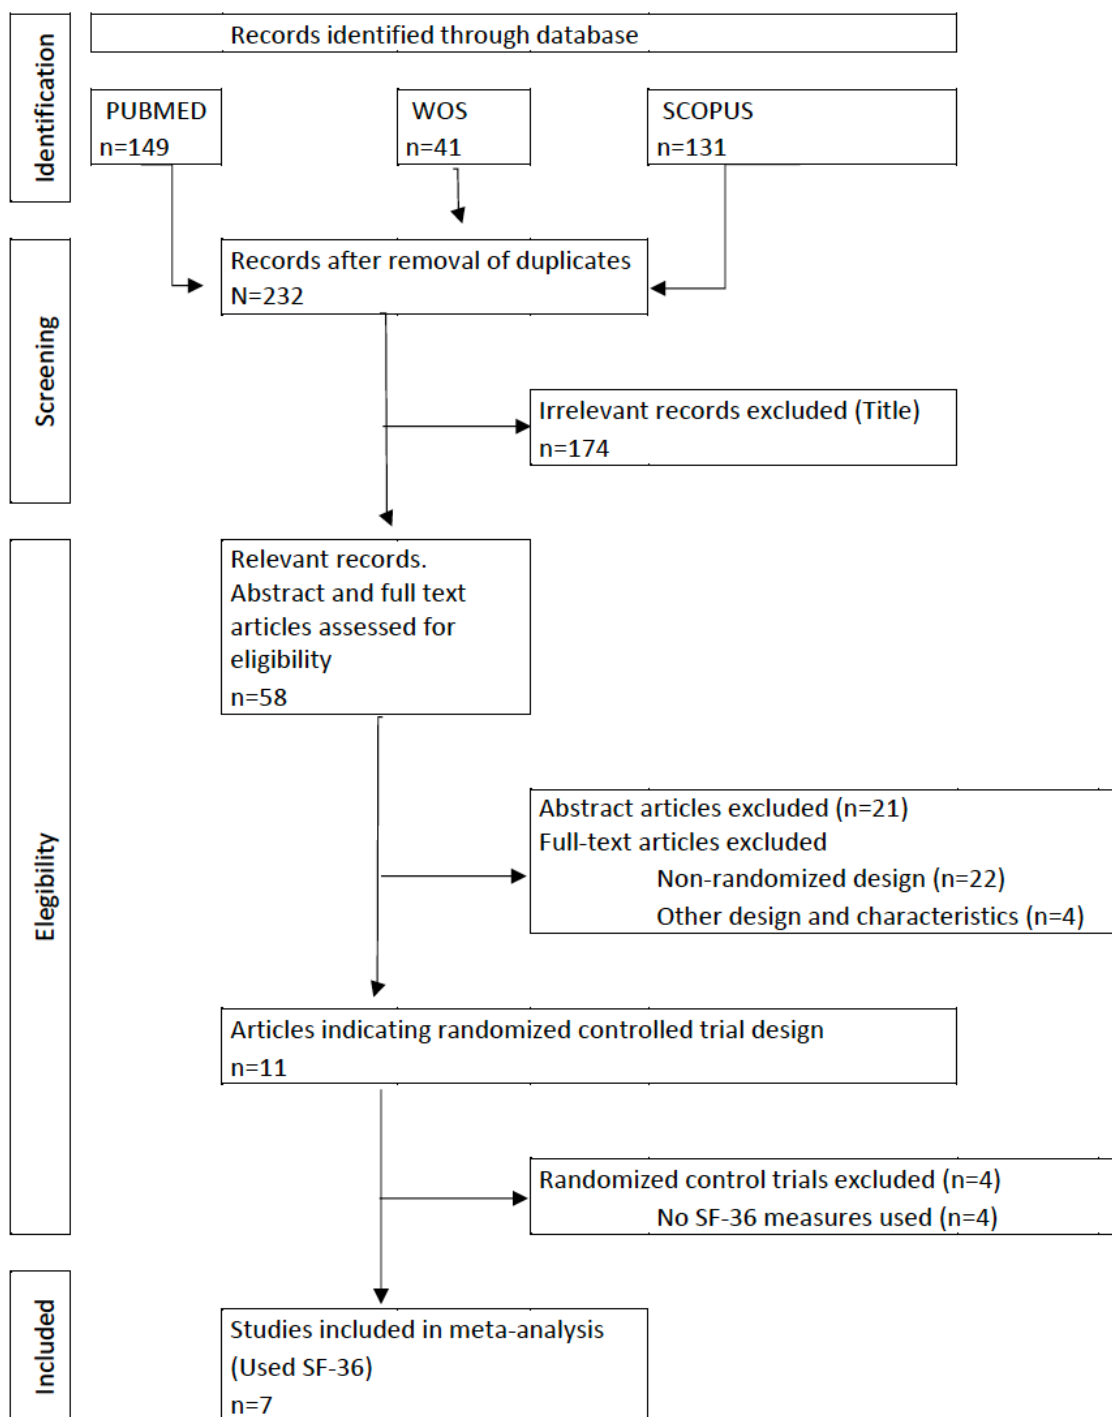 Identification
Records identified through database
PUBMED
n=149
WOS
n=41
SCOPUS
n=131
Screening
Records after removal of duplicates
N=232
Irrelevant records excluded (Title)
n=174
Elegibility
Relevant records.
Abstract and full text
articles assessed for
eligibility
n=58
Abstract articles excluded (n=21)
Full-text articles excluded
Non-randomized design (n=22)
Other design and characteristics (n=4)
Articles indicating randomized controlled trial design
n=11
Randomized control trials excluded (n=4)
No SF-36 measures used (n=4)
Included
Studies included in meta-analysis
(Used SF-36)
n=7